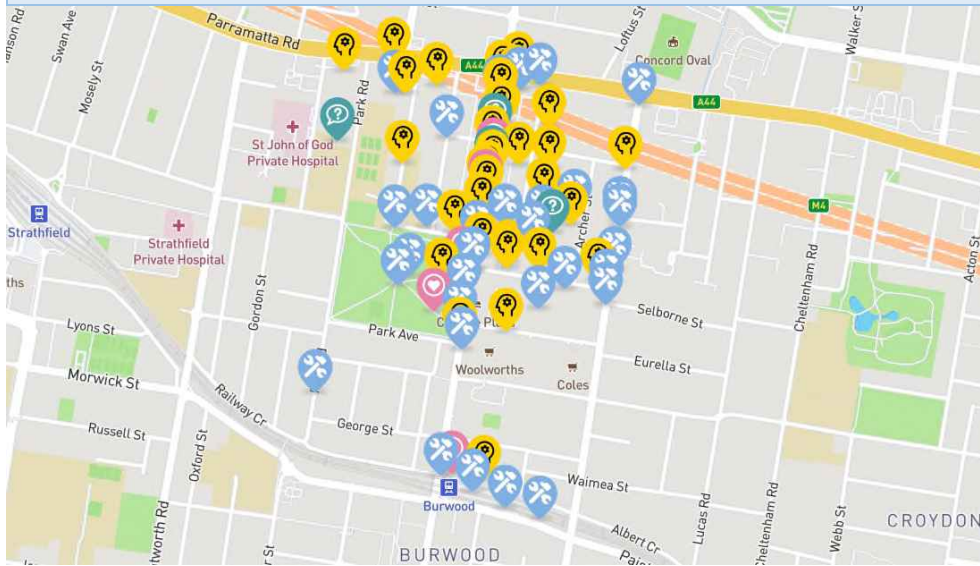 Swan Ave
Mosely St
Parramatta Rd
A44
Loftus St
Concord Oval
Walker S
A44
Park Rd
St John of God
Private Hospital
Strathfield
Strathfield
Private Hospital
Archer St
M4
Cheltenham Rd
Acton St
Gordon St
Lyons St
Park Ave
Selborne St
Eurella St
Woolworths
Coles
Morwick St
Railway Cr
Russell St
Oxford St
George St
Waimea St
Burwood
Lucas Rd
Cheltenham Rd
Webb St
CROYDON
Albert Cr
BURWOOD